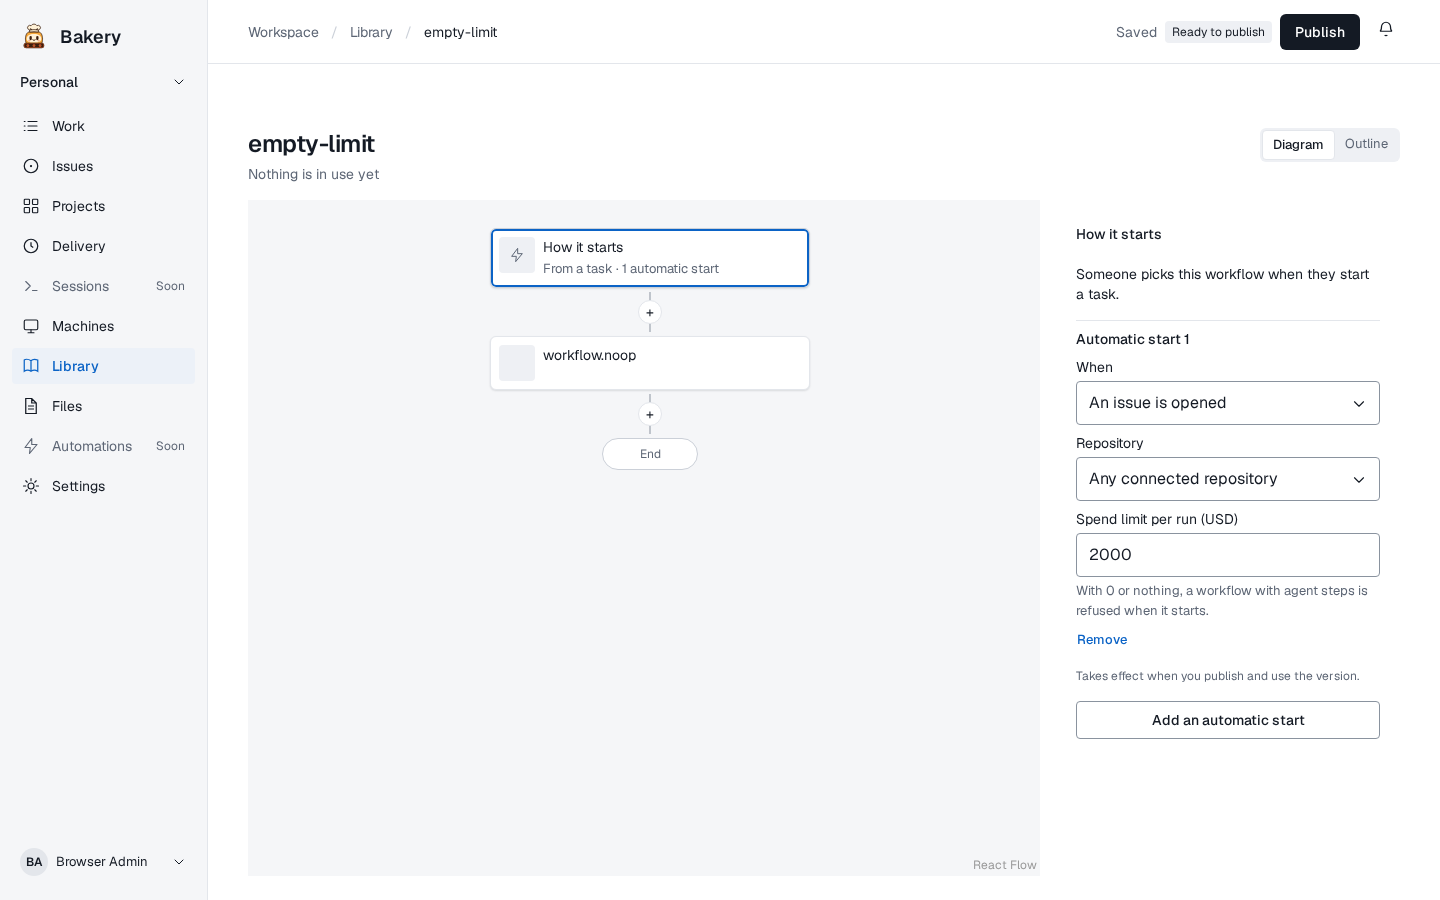 Bakery
Personal
Work
Issues
Projects
Delivery
Sessions Soon
Machines
Library
Files
Automations Soon
Settings
BA Browser Admin
Workspace / Library / empty-limit
Saved Ready to publish Publish
empty-limit
Nothing is in use yet
Diagram Outline
How it starts
From a task · 1 automatic start
+
workflow.noop
+
End
React Flow
How it starts
Someone picks this workflow when they start
a task.
Automatic start 1
When
An issue is opened
Repository
Any connected repository
Spend limit per run (USD)
2000
With 0 or nothing, a workflow with agent steps is
refused when it starts.
Remove
Takes effect when you publish and use the version.
Add an automatic start